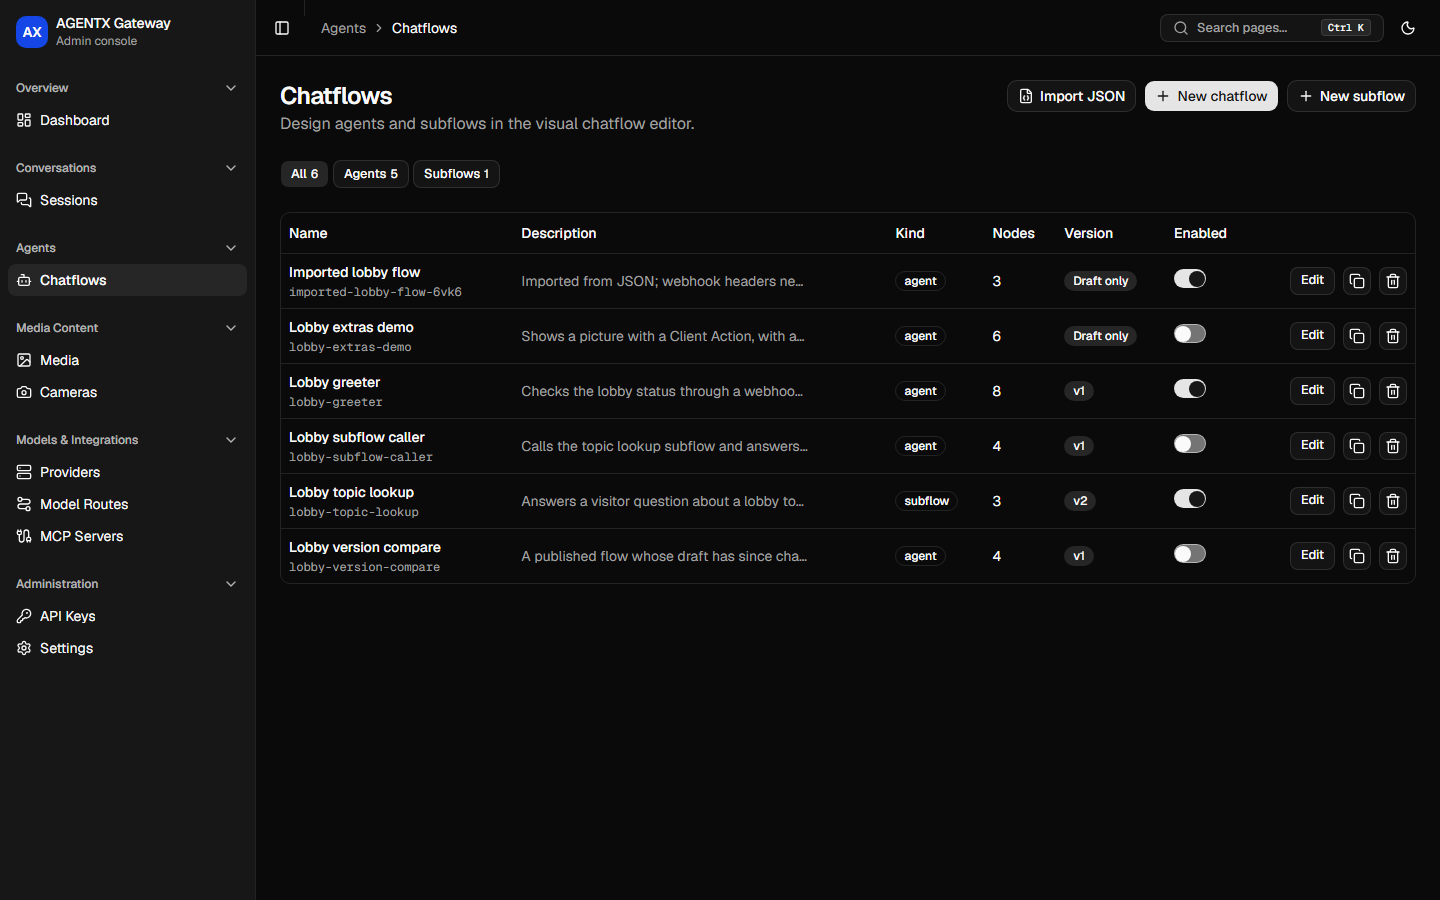 AX
AGENTX Gateway
Admin console
Overview
Dashboard
Conversations
Sessions
Agents
Chatflows
Media Content
Media
Cameras
Models & Integrations
Providers
Model Routes
MCP Servers
Administration
API Keys
Settings
Agents > Chatflows
Search pages... Ctrl K
Chatflows
Design agents and subflows in the visual chatflow editor.
Import JSON
New chatflow
New subflow
All 6 Agents 5 Subflows 1
Name Description Kind Nodes Version Enabled
Imported lobby flow
imported-lobby-flow-6vk6
Imported from JSON; webhook headers ne... agent 3 Draft only Edit
Lobby extras demo
lobby-extras-demo
Shows a picture with a Client Action, with a... agent 6 Draft only Edit
Lobby greeter
lobby-greeter
Checks the lobby status through a webhoo... agent 8 v1 Edit
Lobby subflow caller
lobby-subflow-caller
Calls the topic lookup subflow and answers... agent 4 v1 Edit
Lobby topic lookup
lobby-topic-lookup
Answers a visitor question about a lobby to... subflow 3 v2 Edit
Lobby version compare
lobby-version-compare
A published flow whose draft has since cha... agent 4 v1 Edit